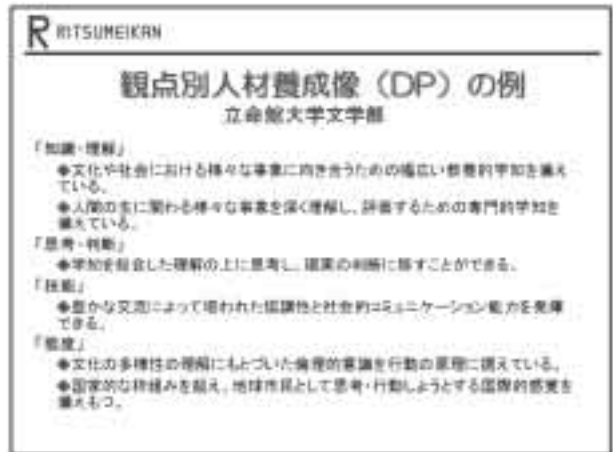 RITSUMEIKAN
観点別人材養成像（DP）の例
立命館大学文学部
「知識・理解」
◆文化や社会における様々な事象に向き合うための幅広い教養的学知を備え
ている。
◆人間の生に関わる様々な事象を深く理解し、評価するための専門的学知を
備えている。
「思考・判断」
◆学知を総合した理解の上に思考し、現実の判断に活すことができる。
「技能」
◆豊かな交流によって培われた協調性と社会的コミュニケーション能力を発揮
できる。
「態度」
◆文化の多様性の理解にもとづいた倫理的意識を行動の原理に据えている。
◆国家的な枠組みを超え、地球市民として思考・行動しようとする国際的感覚を
備えもつ。